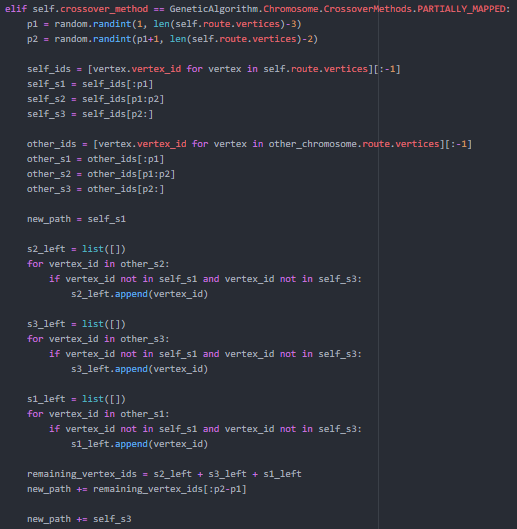 elif self.crossover_method == GeneticAlgorithm.Chromosome.CrossoverMethods.PARTIALLY_MAPPED:
p1 = random.randint(1, len(self.route.vertices)-3)
p2 = random.randint(p1+1, len(self.route.vertices)-2)
self_ids = [vertex.vertex_id for vertex in self.route.vertices][:-1]
self_s1 = self_ids[:p1]
self_s2 = self_ids[p1:p2]
self_s3 = self_ids[p2:]
other_ids = [vertex.vertex_id for vertex in other_chromosome.route.vertices][:-1]
other_s1 = other_ids[:p1]
other_s2 = other_ids[p1:p2]
other_s3 = other_ids[p2:]
new_path = self_s1
s2_left = list([])
for vertex_id in other_s2:
if vertex_id not in self_s1 and vertex_id not in self_s3:
s2_left.append(vertex_id)
s3_left = list([])
for vertex_id in other_s3:
if vertex_id not in self_s1 and vertex_id not in self_s3:
s3_left.append(vertex_id)
s1_left = list([])
for vertex_id in other_s1:
if vertex_id not in self_s1 and vertex_id not in self_s3:
s1_left.append(vertex_id)
remaining_vertex_ids = s2_left + s3_left + s1_left
new_path += remaining_vertex_ids[:p2-p1]
new_path += self_s3